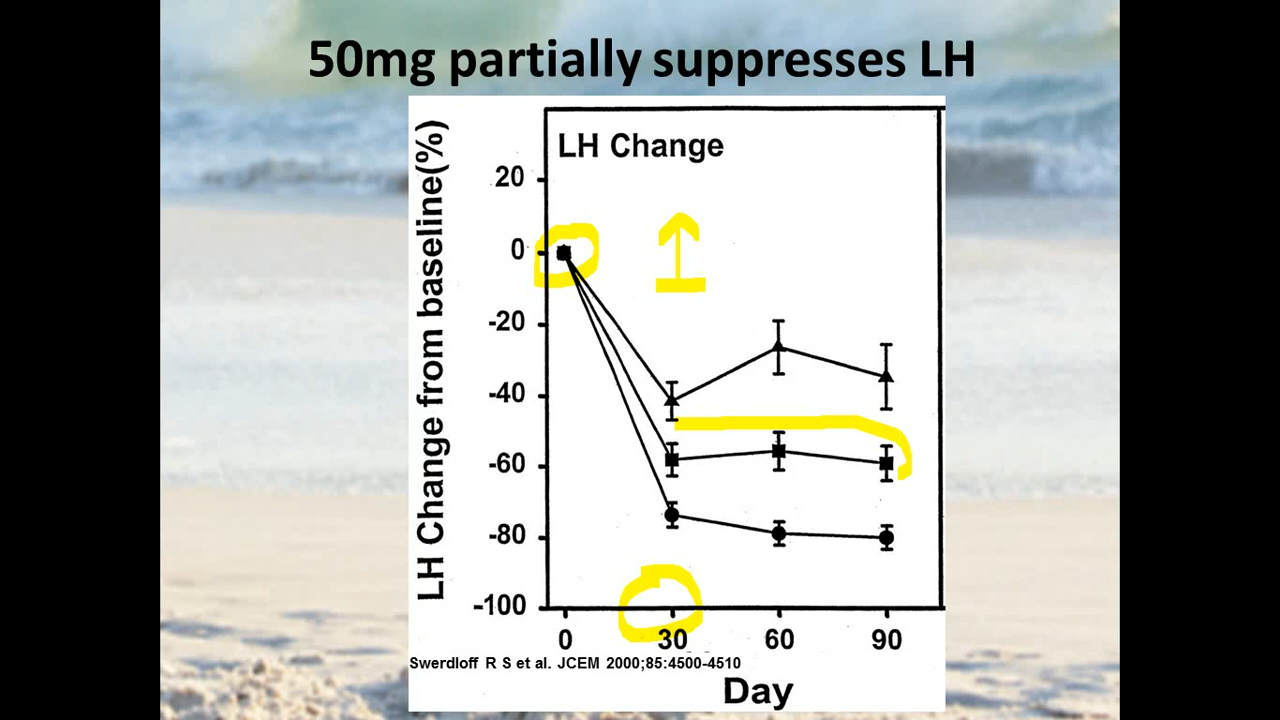 50mg partially suppresses LH
LH Change
LH Change from baseline(%)
20
0
-20
-40
-60
-80
-100
0 30 60 90
Swerdloff R S et al. JCEM 2000;85:4500-4510
Day